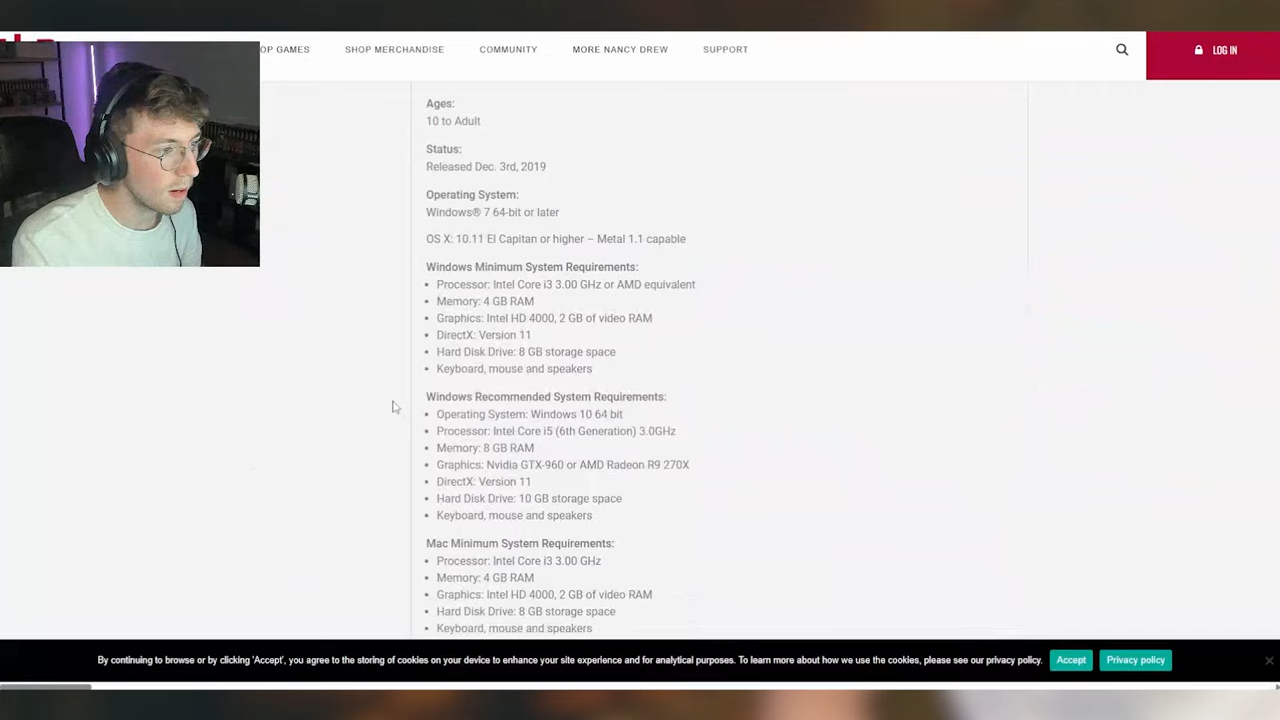 OP GAMES
SHOP MERCHANDISE
COMMUNITY
MORE NANCY DREW
SUPPORT
LOG IN
Ages:
10 to Adult
Status:
Released Dec. 3rd, 2019
Operating System:
Windows® 7 64-bit or later
OS X: 10.11 El Capitan or higher – Metal 1.1 capable
Windows Minimum System Requirements:
• Processor: Intel Core i3 3.00 GHz or AMD equivalent
• Memory: 4 GB RAM
• Graphics: Intel HD 4000, 2 GB of video RAM
• DirectX: Version 11
• Hard Disk Drive: 8 GB storage space
• Keyboard, mouse and speakers
Windows Recommended System Requirements:
• Operating System: Windows 10 64 bit
• Processor: Intel Core i5 (6th Generation) 3.0GHz
• Memory: 8 GB RAM
• Graphics: Nvidia GTX-960 or AMD Radeon R9 270X
• DirectX: Version 11
• Hard Disk Drive: 10 GB storage space
• Keyboard, mouse and speakers
Mac Minimum System Requirements:
• Processor: Intel Core i3 3.00 GHz
• Memory: 4 GB RAM
• Graphics: Intel HD 4000, 2 GB of video RAM
• Hard Disk Drive: 8 GB storage space
• Keyboard, mouse and speakers
By continuing to browse or by clicking 'Accept', you agree to the storing of cookies on your device to enhance your site experience and for analytical purposes. To learn more about how we use the cookies, please see our privacy policy.
Accept
Privacy policy